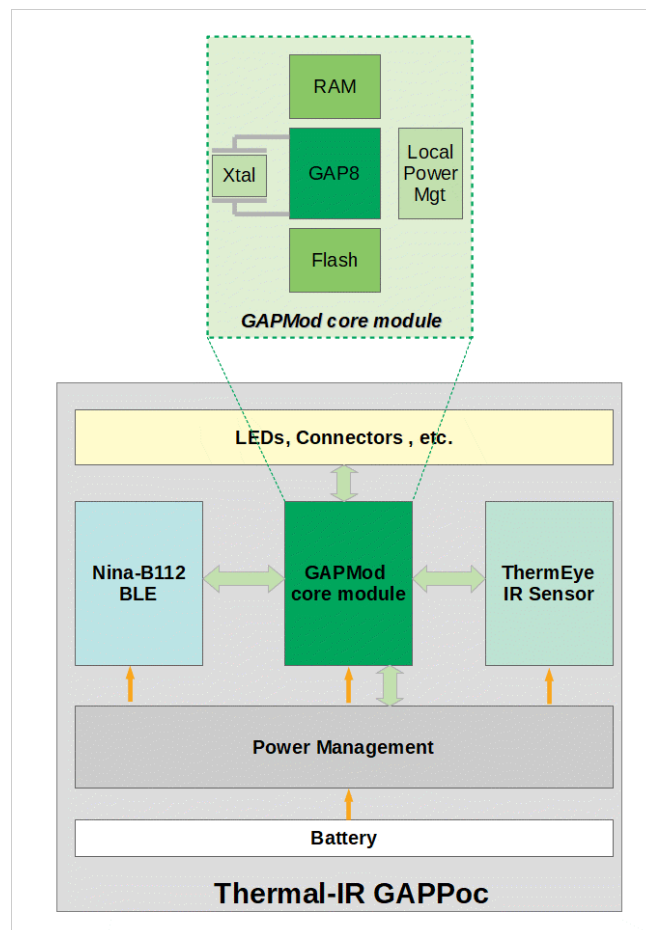 RAM
Xtal
GAP8
Local
Power
Mgt
Flash
GAPMod core module
LEDs, Connectors , etc.
Nina-B112
BLE
GAPMod
core module
ThermEye
IR Sensor
Power Management
Battery
Thermal-IR GAPPoc